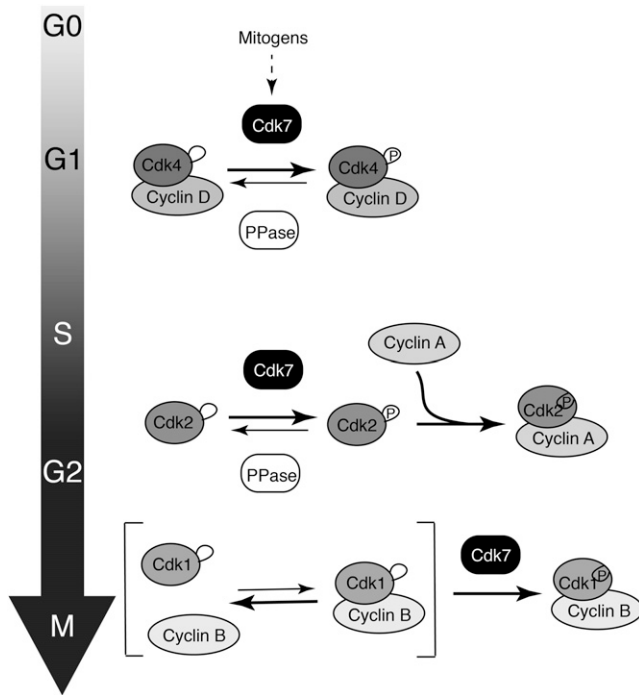 G0
Mitogens
Cdk7
G1
Cdk4
Cyclin D
Cdk4
P
Cyclin D
PPase
S
Cyclin A
Cdk7
Cdk2
Cdk2
P
Cdk2
P
Cyclin A
G2
PPase
Cdk1
Cdk1
Cdk7
Cdk1
P
Cyclin B
Cyclin B
Cyclin B
M